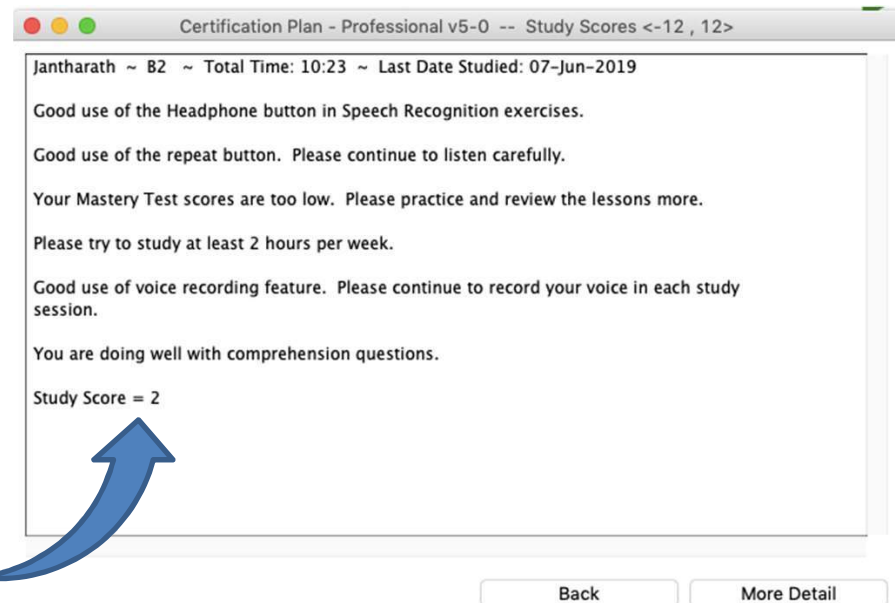 Certification Plan - Professional v5-0 -- Study Scores <-12 , 12>
Jantharath ~ B2 ~ Total Time: 10:23 ~ Last Date Studied: 07-Jun-2019
Good use of the Headphone button in Speech Recognition exercises.
Good use of the repeat button. Please continue to listen carefully.
Your Mastery Test scores are too low. Please practice and review the lessons more.
Please try to study at least 2 hours per week.
Good use of voice recording feature. Please continue to record your voice in each study
session.
You are doing well with comprehension questions.
Study Score = 2
Back
More Detail